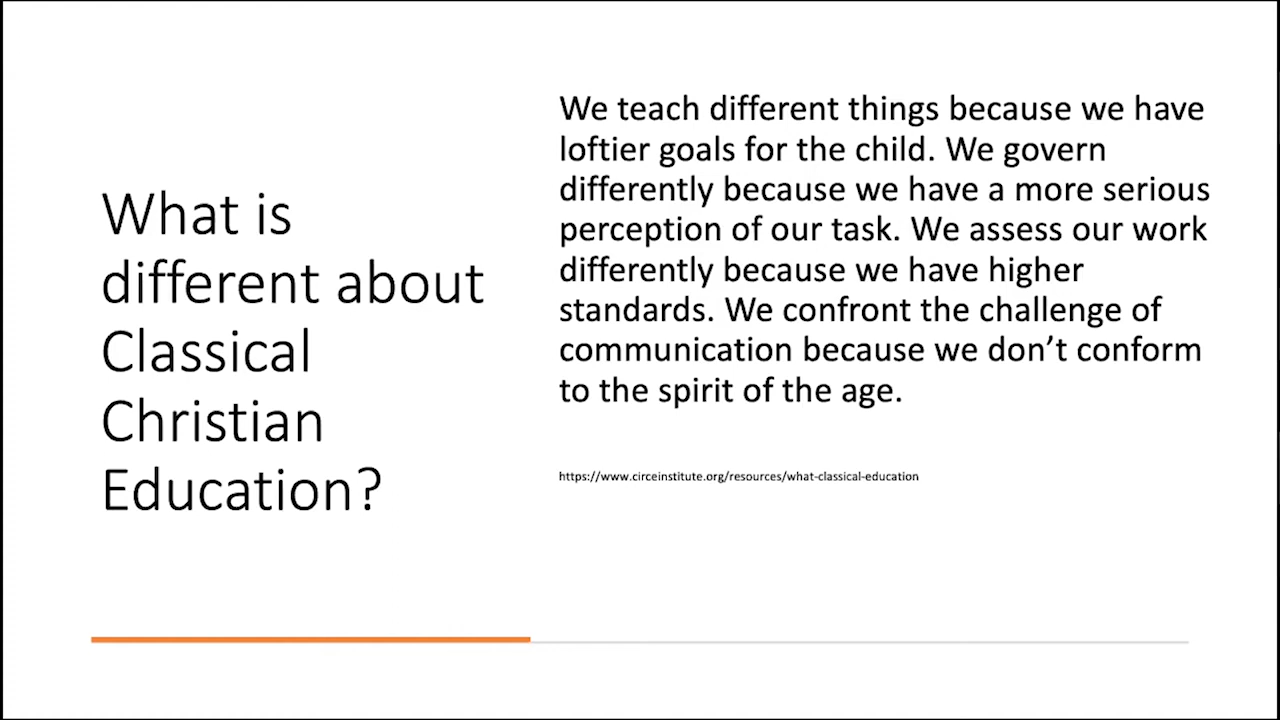 What is
different about
Classical
Christian
Education?
We teach different things because we have
loftier goals for the child. We govern
differently because we have a more serious
perception of our task. We assess our work
differently because we have higher
standards. We confront the challenge of
communication because we don’t conform
to the spirit of the age.
https://www.circeinstitute.org/resources/what-classical-education